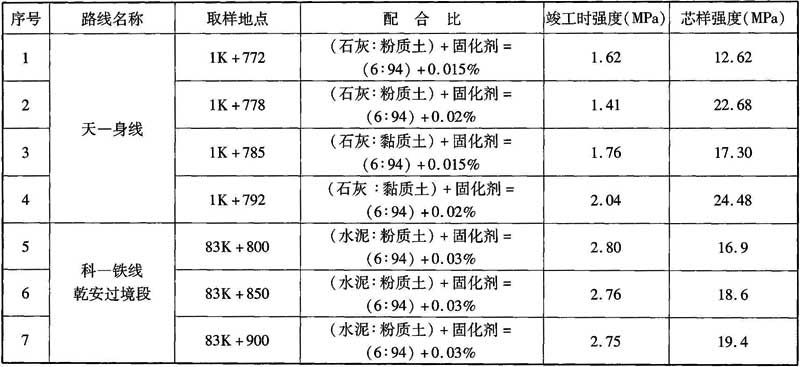 序号 路线名称 取样地点 配合比 竣工时强度(MPa) 芯样强度(MPa)
1 天—身线 1K+772 (石灰:粉质土)+固化剂= 1.62 12.62
(6:94)+0.015%
2 1K+778 (石灰:粉质土)+固化剂= 1.41 22.68
(6:94)+0.02%
3 1K+785 (石灰:黏质土)+固化剂= 1.76 17.30
(6:94)+0.015%
4 1K+792 (石灰:黏质土)+固化剂= 2.04 24.48
(6:94)+0.02%
5 科—铁线 83K+800 (水泥:粉质土)+固化剂= 2.80 16.9
乾安过境段 (6:94)+0.03%
6 83K+850 (水泥:粉质土)+固化剂= 2.76 18.6
(6:94)+0.03%
7 83K+900 (水泥:粉质土)+固化剂= 2.75 19.4
(6:94)+0.03%